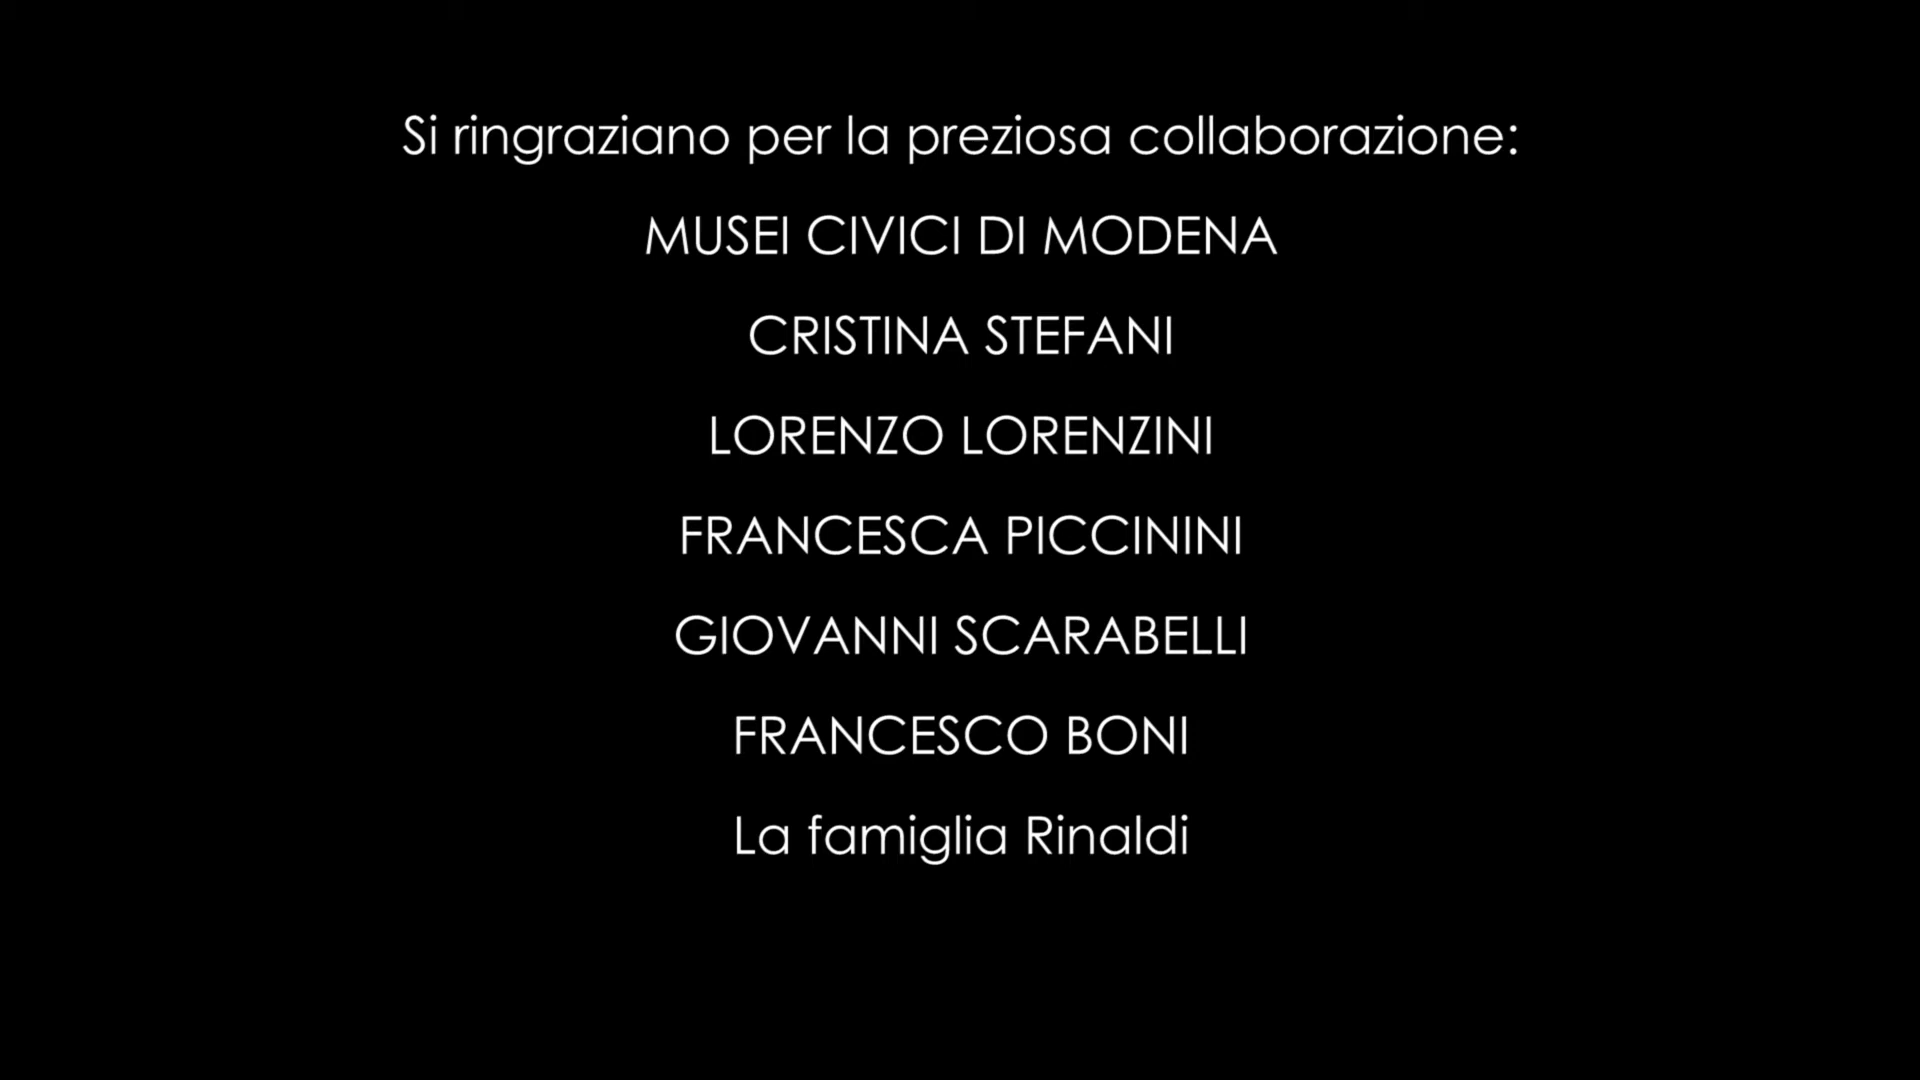 Si ringraziano per la preziosa collaborazione:
MUSEI CIVICI DI MODENA
CRISTINA STEFANI
LORENZO LORENZINI
FRANCESCA PICCININI
GIOVANNI SCARABELLI
FRANCESCO BONI
La famiglia Rinaldi